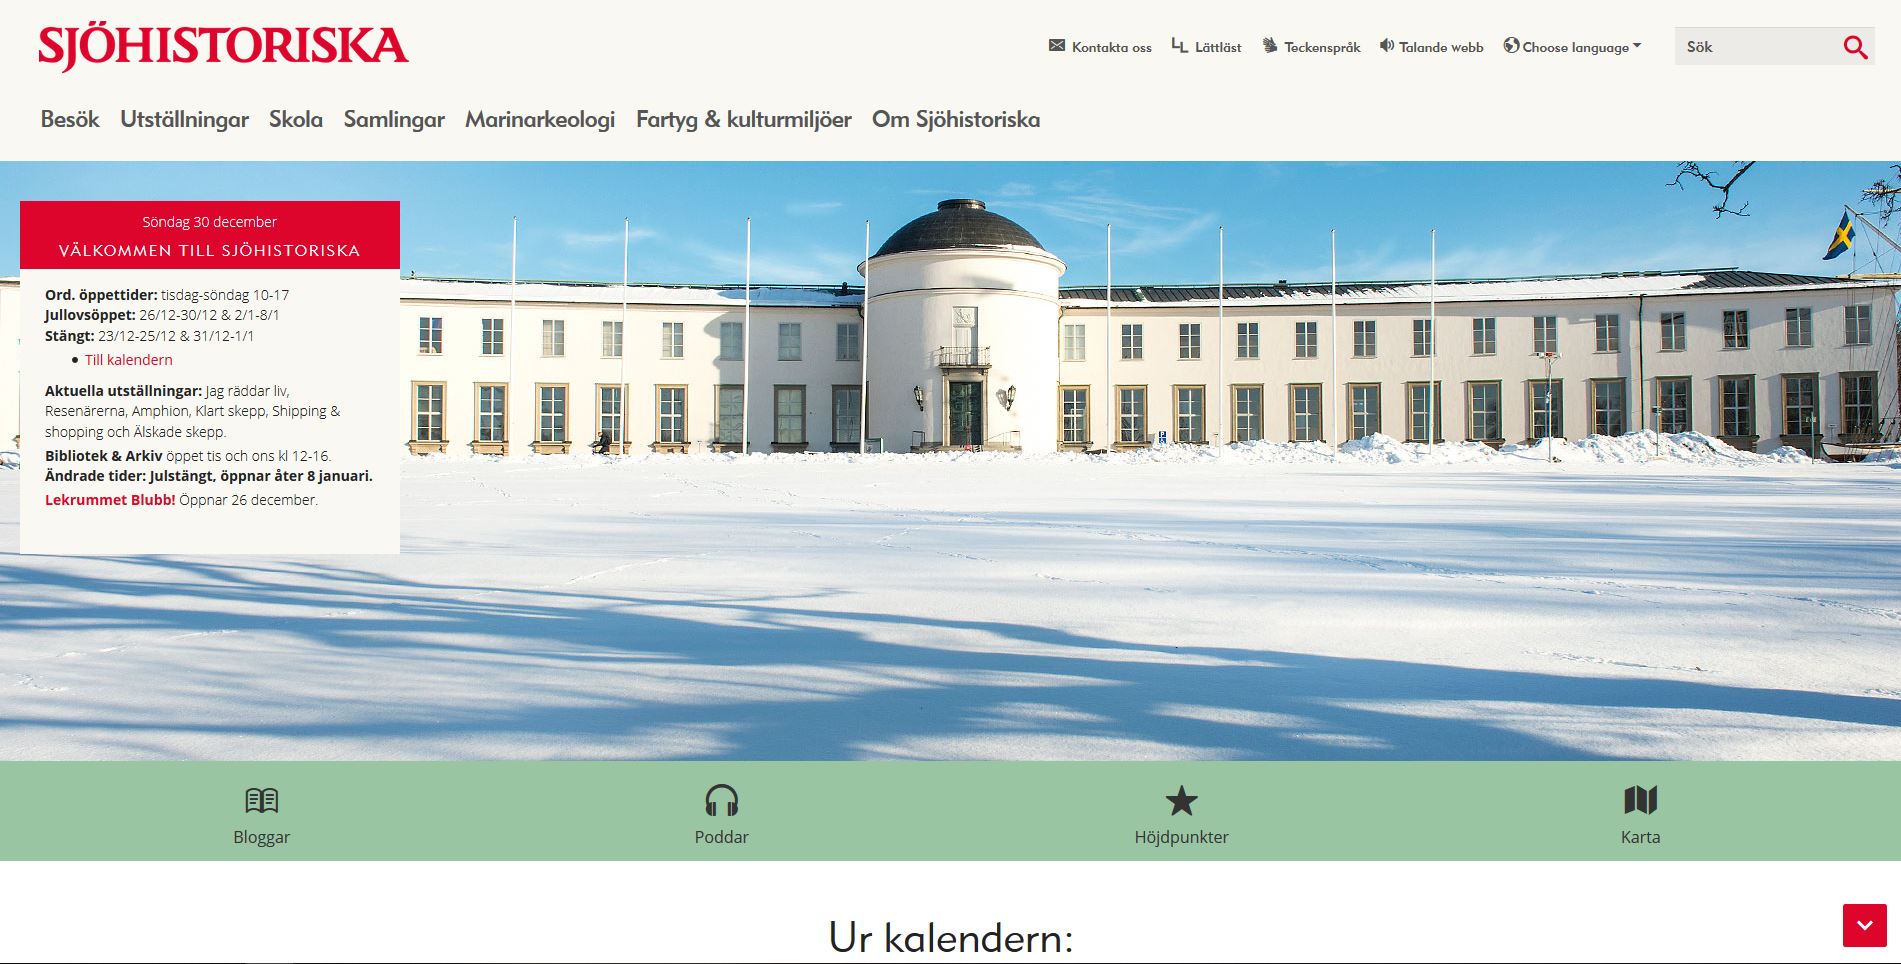 SJÖHISTORISKA
Kontakta oss
Lättläst
Teckenspråk
Talande webb
Choose language
Sök
Besök
Utställningar
Skola
Samlingar
Marinarkeologi
Fartyg & kulturmiljöer
Om Sjöhistoriska
Söndag 30 december
VÄLKOMMEN TILL SJÖHISTORISKA
Ord. öppettider: tisdag-söndag 10-17
Jullovsöppet: 26/12-30/12 & 2/1-8/1
Stängt: 23/12-25/12 & 31/12-1/1
Till kalendern
Aktuella utställningar: Jag räddar liv,
Resenärerna, Amphion, Klart skepp, Shipping &
shopping och Älskade skepp.
Bibliotek & Arkiv öppet tis och ons kl 12-16.
Ändrade tider: Julstängt, öppnar åter 8 januari.
Lekrummet Blubb! Öppnar 26 december.
Bloggar
Poddar
Höjdpunkter
Karta
Ur kalendern: